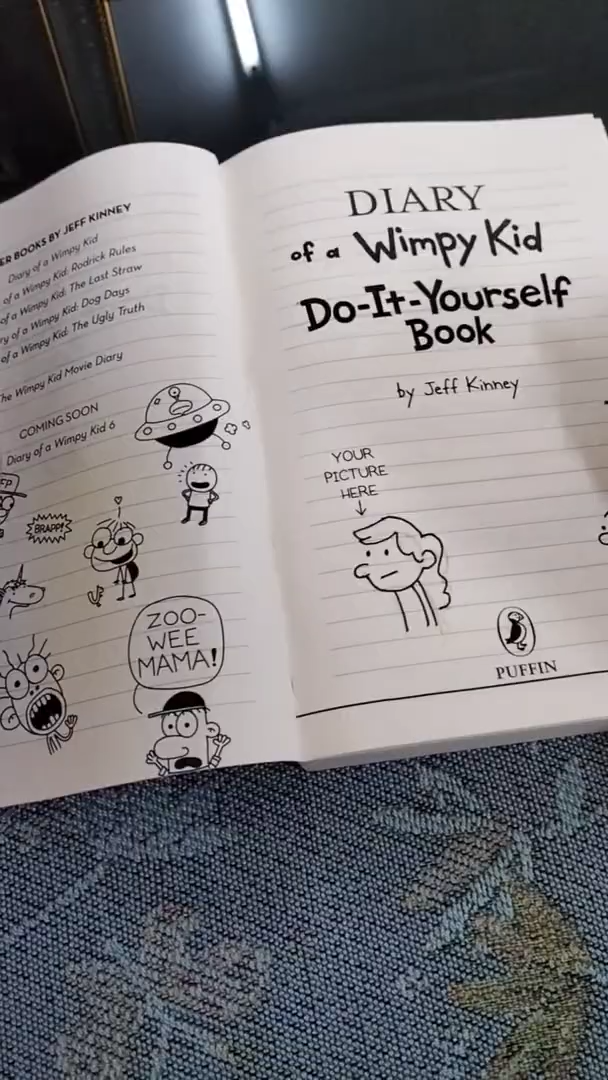 ER BOOKS BY JEFF KINNEY
Diary of a Wimpy Kid
of a Wimpy Kid: Rodrick Rules
of a Wimpy Kid: The Last Straw
ry of a Wimpy Kid: Dog Days
of a Wimpy Kid: The Ugly Truth
The Wimpy Kid Movie Diary
COMING SOON
Diary of a Wimpy Kid 6
BRAPP!
ZOO-
WEE
MAMA!
DIARY
of a Wimpy Kid
Do-It-Yourself
Book
by Jeff Kinney
YOUR
PICTURE
HERE
PUFFIN